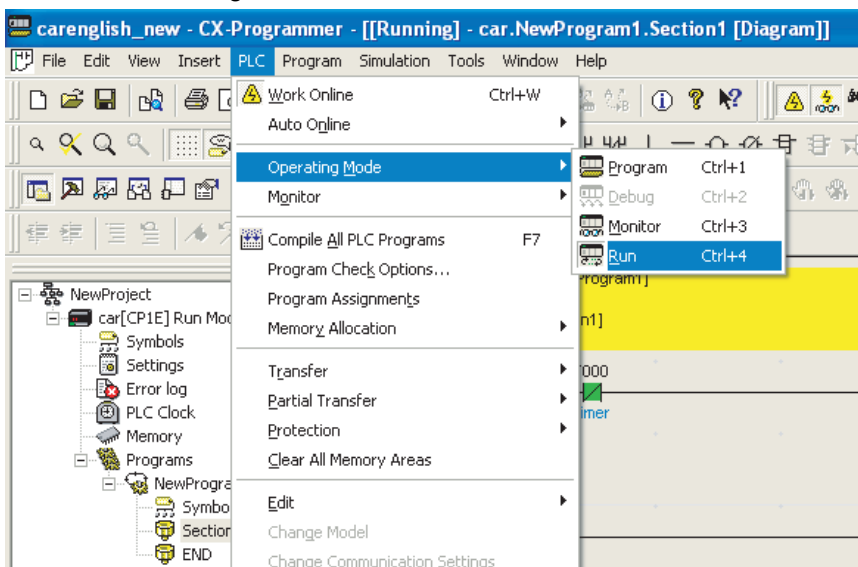 carenglish_new - CX-Programmer - [[Running] - car.NewProgram1.Section1 [Diagram]]
File Edit View Insert PLC Program Simulation Tools Window Help
Work Online Ctrl+W
Auto Online
Operating Mode
Program Ctrl+1
Monitor
Debug Ctrl+2
Compile All PLC Programs F7
Monitor Ctrl+3
Program Check Options...
Run Ctrl+4
Program Assignments
Memory Allocation
Transfer
Partial Transfer
Protection
Clear All Memory Areas
Edit
Change Model
Change Communication Settings
Program1]
n1]
000
imer
NewProject
car[CP1E] Run Mod
Symbols
Settings
Error log
PLC Clock
Memory
Programs
NewProgra
Symbo
Section
END